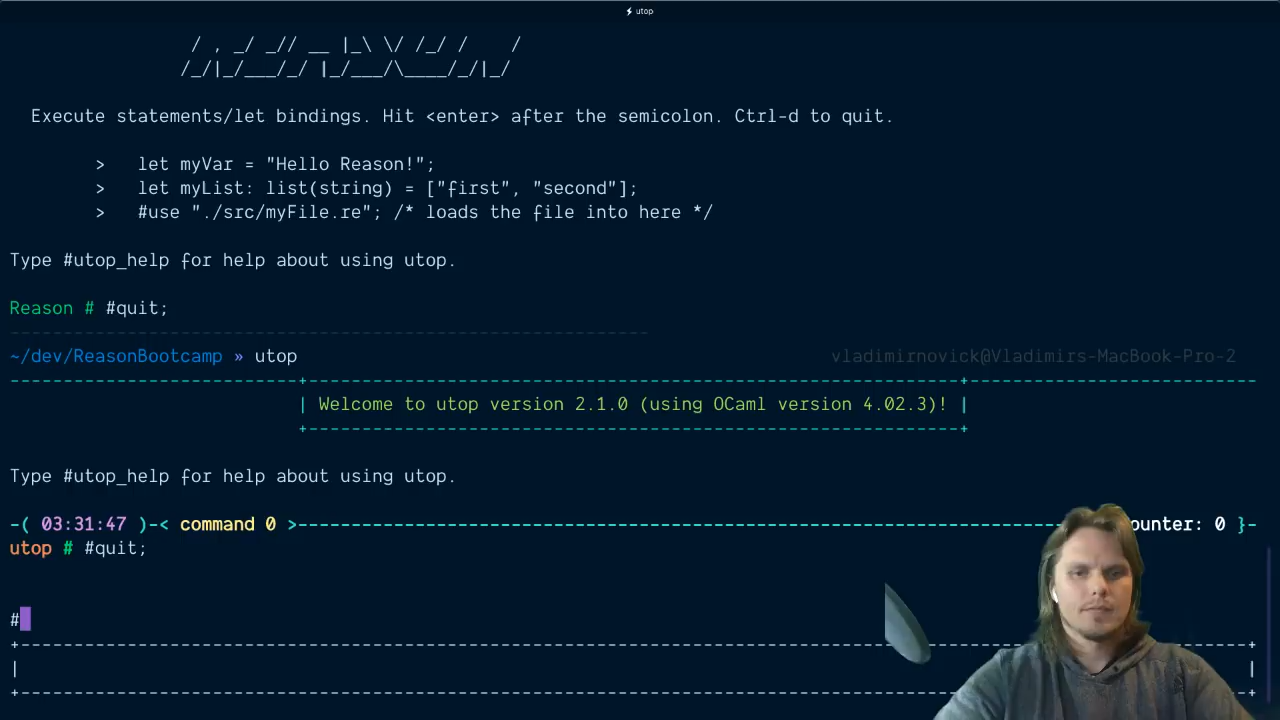 ⚡ utop
/ , _/ _// __ |_\ \/ /_/ /    /
/_/|_/___/_/ |_/___/\____/_/|_/
Execute statements/let bindings. Hit <enter> after the semicolon. Ctrl-d to quit.
>   let myVar = "Hello Reason!";
>   let myList: list(string) = ["first", "second"];
>   #use "./src/myFile.re"; /* loads the file into here */
Type #utop_help for help about using utop.
Reason # #quit;
~/dev/ReasonBootcamp » utop vladimirnovick@Vladimirs-MacBook-Pro-2
| Welcome to utop version 2.1.0 (using OCaml version 4.02.3)! |
Type #utop_help for help about using utop.
-( 03:31:47 )-< command 0 >- ounter: 0 }-
utop # #quit;
#